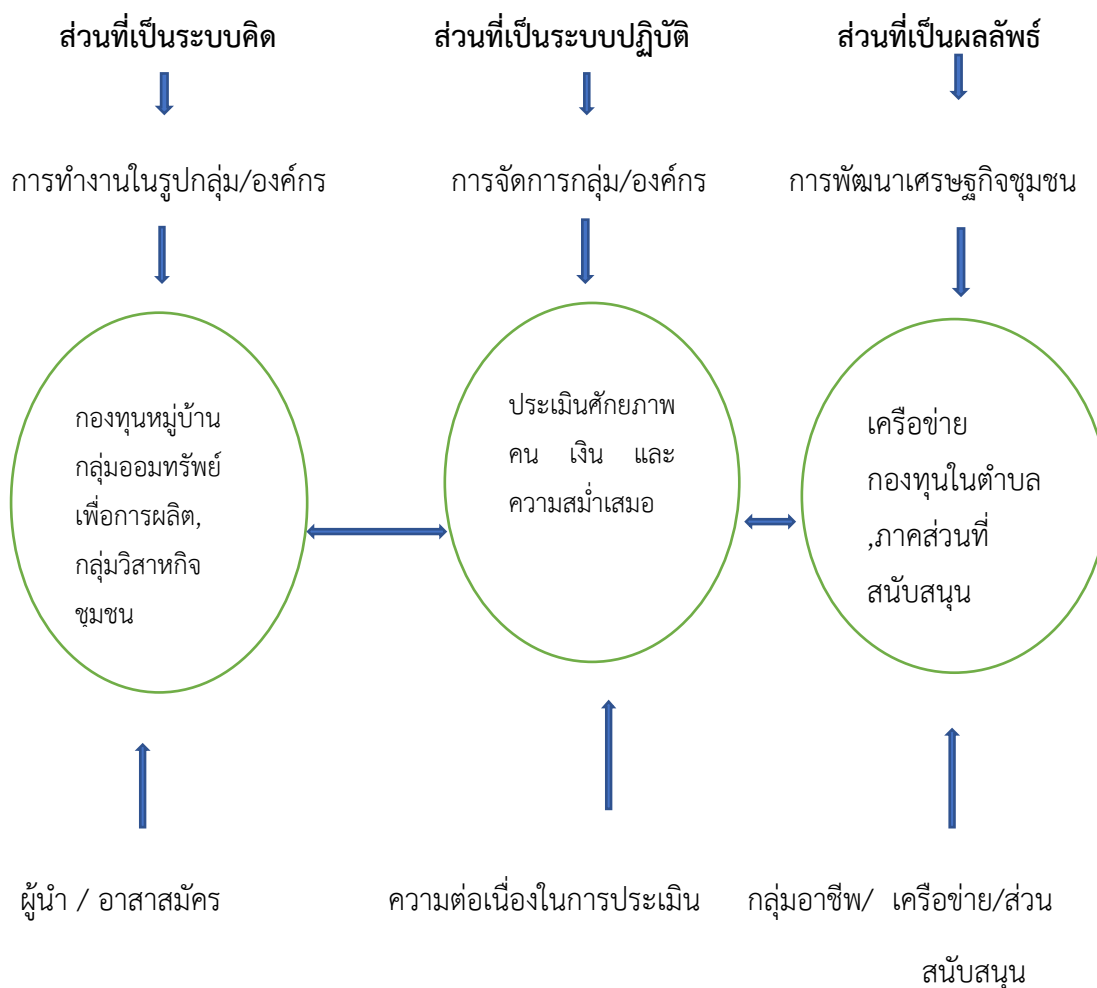 ส่วนที่เป็นระบบคิด ส่วนที่เป็นระบบปฏิบัติ ส่วนที่เป็นผลลัพธ์
การทำงานในรูปกลุ่ม/องค์กร การจัดการกลุ่ม/องค์กร การพัฒนาเศรษฐกิจชุมชน
กองทุนหมู่บ้าน
กลุ่มออมทรัพย์
เพื่อการผลิต,
กลุ่มวิสาหกิจ
ชุมชน
ประเมินศักยภาพ
คน เงิน และ
ความสม่ำเสมอ
เครือข่าย
กองทุนในตำบล
,ภาคส่วนที่
สนับสนุน
ผู้นำ / อาสาสมัคร ความต่อเนื่องในการประเมิน กลุ่มอาชีพ/ เครือข่าย/ส่วน
สนับสนุน